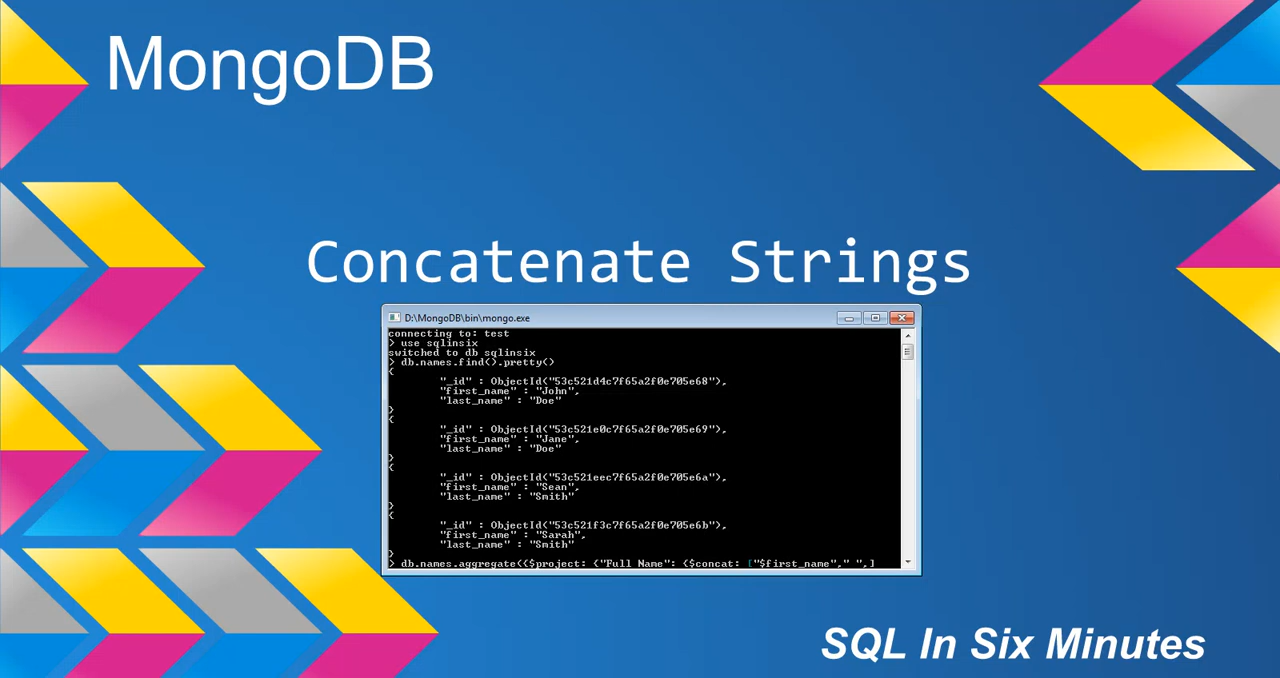 MongoDB
Concatenate Strings
D:\MongoDB\bin\mongo.exe
connecting to: test
> use sqlinsix
switched to db sqlinsix
> db.names.find().pretty()
{
"_id" : ObjectId("53c521d4c7f65a2f0e705e68"),
"first_name" : "John",
"last_name" : "Doe"
}
{
"_id" : ObjectId("53c521e0c7f65a2f0e705e69"),
"first_name" : "Jane",
"last_name" : "Doe"
}
{
"_id" : ObjectId("53c521eec7f65a2f0e705e6a"),
"first_name" : "Sean",
"last_name" : "Smith"
}
{
"_id" : ObjectId("53c521f3c7f65a2f0e705e6b"),
"first_name" : "Sarah",
"last_name" : "Smith"
}
> db.names.aggregate({$project: {"Full Name": {$concat: ["$first_name"," ",]
SQL In Six Minutes